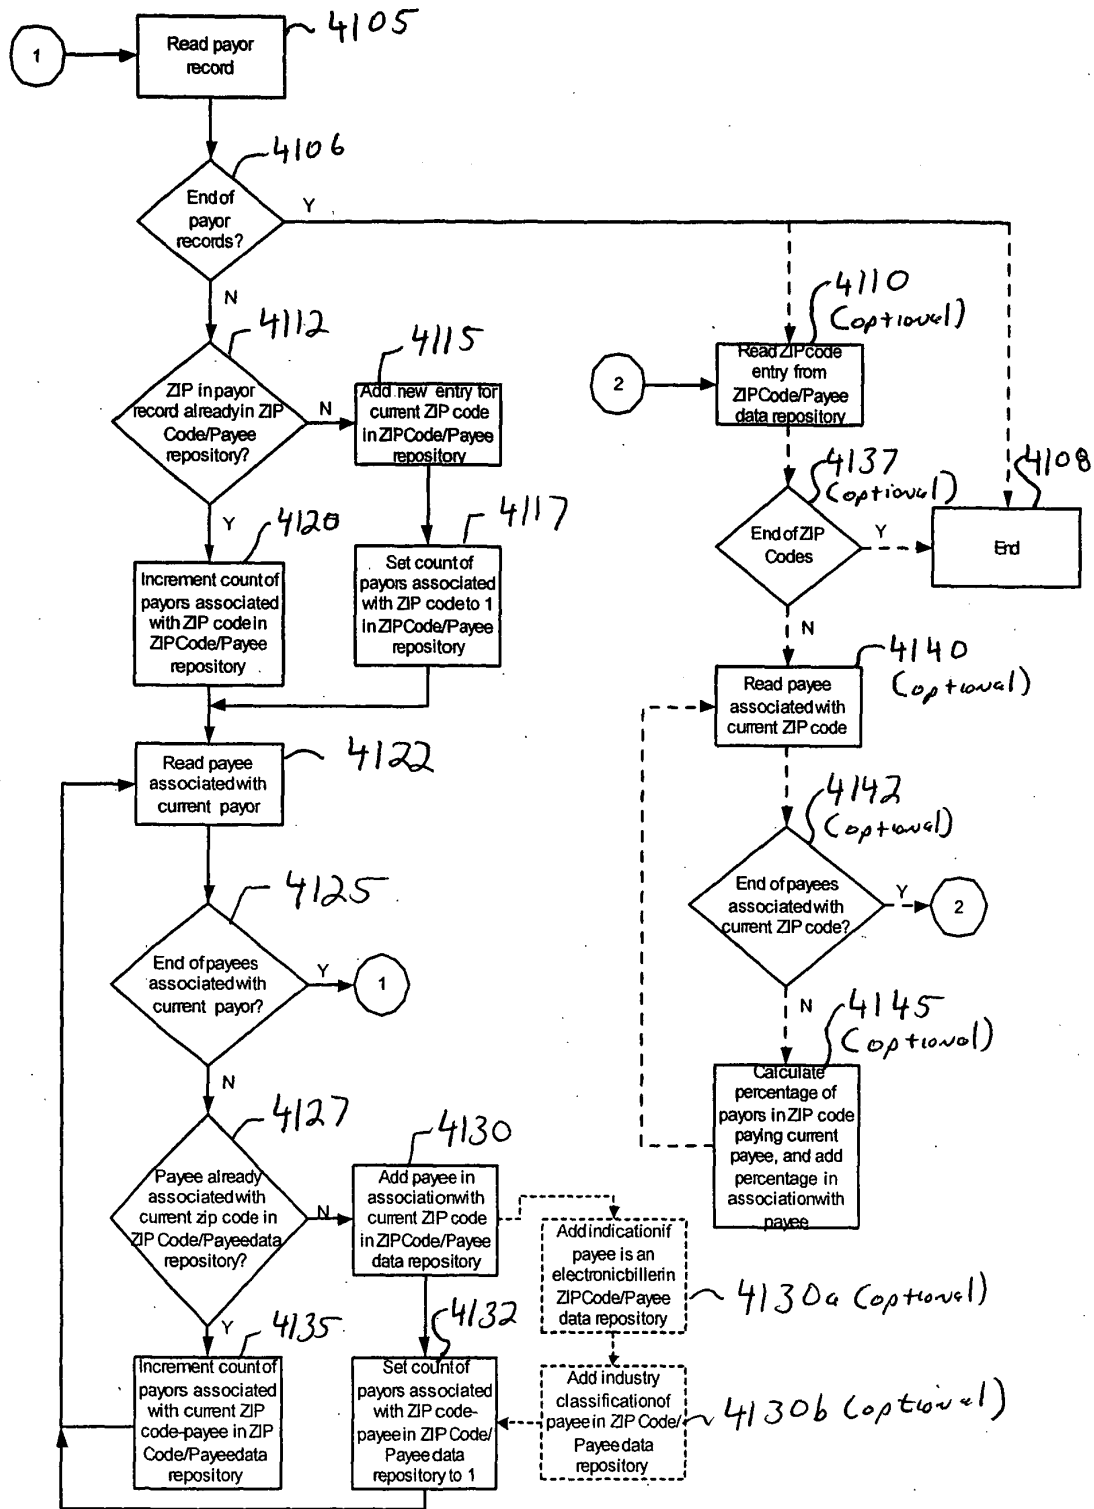 1
Read payor
record
4105
4106
End of
payor
records?
Y
N
4112
ZIP in payor
record already in ZIP
Code/Payee
repository?
N
Y
4115
Add new entry for
current ZIP code
in ZIPCode/Payee
repository
4117
Set count of
payors associated
with ZIP code to 1
in ZIPCode/Payee
repository
4120
Increment count of
payors associated
with ZIP code in
ZIPCode/Payee
repository
4122
Read payee
associated with
current payor
4125
End of payees
associated with
current payor?
Y
1
N
4127
Payee already
associated with
current zip code in
ZIP Code/Payee data
repository?
N
Y
4130
Add payee in
association with
current ZIP code
in ZIPCode/Payee
data repository
Add indication if
payee is an
electronic biller in
ZIPCode/Payee
data repository
4130a (optional)
Add industry
classification of
payee in ZIP Code/
Payee data
repository
4130b (optional)
4132
Set count of
payors associated
with ZIP code-
payee in ZIP Code/
Payee data
repository to 1
4135
Increment count of
payors associated
with current ZIP
code-payee in ZIP
Code/Payee data
repository
4110
(optional)
2
Read ZIPcode
entry from
ZIPCode/Payee
data repository
4137
(optional)
End of ZIP
Codes
Y
N
4108
End
4140
(optional)
Read payee
associated with
current ZIP code
4142
(optional)
End of payees
associated with
current ZIP code?
Y
2
N
4145
(optional)
Calculate
percentage of
payors in ZIP code
paying current
payee, and add
percentage in
association with
payee